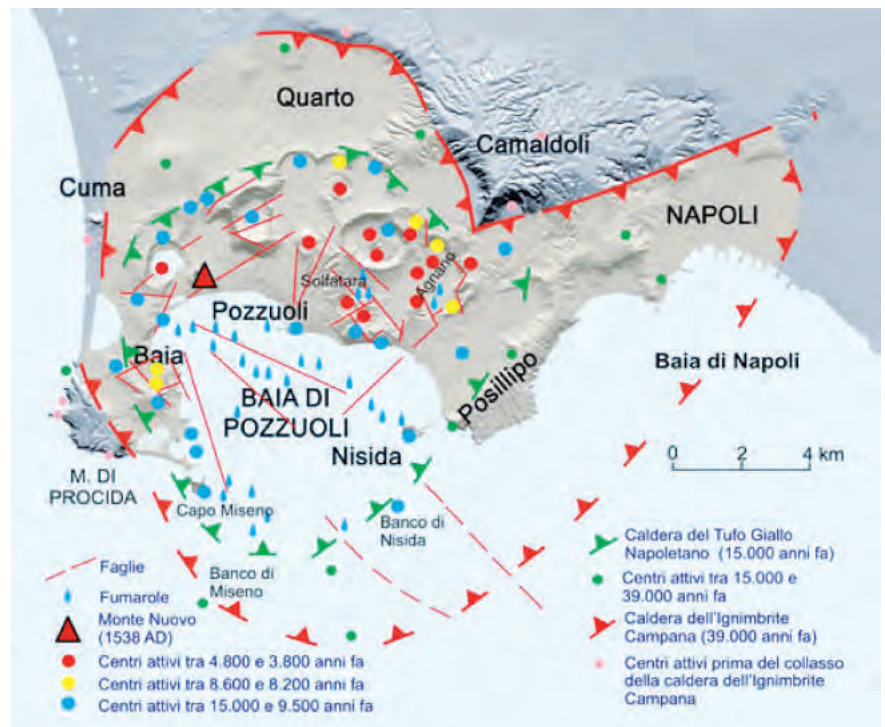 Quarto
Camaldoli
Cuma
NAPOLI
Solfatara
Agnano
Pozzuoli
Baia
Baia di Napoli
Posillipo
BAIA DI
POZZUOLI
Nisida
M. DI
PROCIDA
Capo Miseno
Banco di
Nisida
Banco di
Miseno
0 2 4 km
Faglie
Fumarole
Monte Nuovo
(1538 AD)
Centri attivi tra 4.800 e 3.800 anni fa
Centri attivi tra 8.600 e 8.200 anni fa
Centri attivi tra 15.000 e 9.500 anni fa
Caldera del Tufo Giallo
Napoletano (15.000 anni fa)
Centri attivi tra 15.000 e
39.000 anni fa
Caldera dell'Ignimbrite
Campana (39.000 anni fa)
Centri attivi prima del collasso
della caldera dell'Ignimbrite
Campana